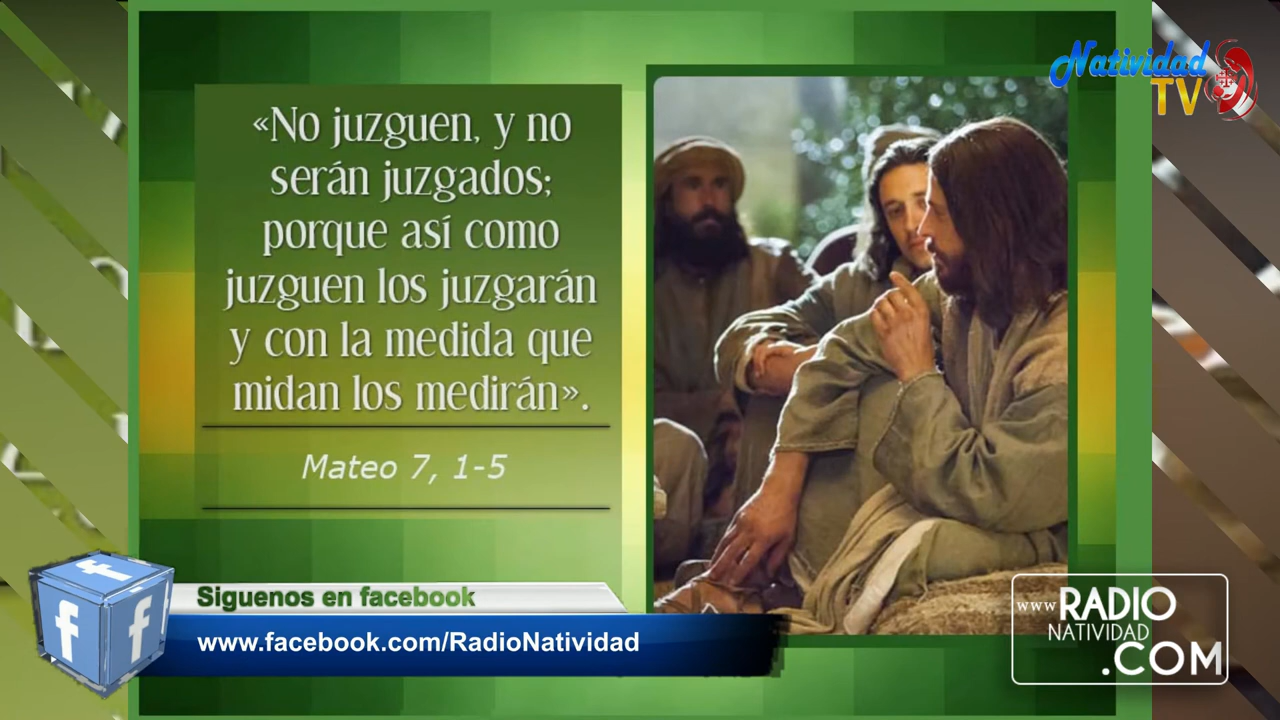 «No juzguen, y no
serán juzgados;
porque así como
juzguen los juzgarán
y con la medida que
midan los medirán».
Mateo 7, 1-5
Natividad
TV
Siguenos en facebook
www.facebook.com/RadioNatividad
www RADIO
NATIVIDAD
.COM